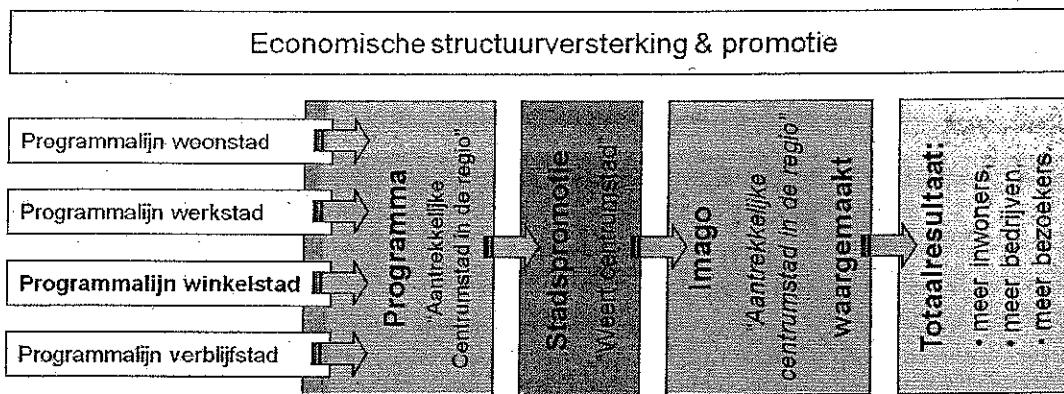 Economische structuurversterking & promotie
Programmalijn woonstad
Programmalijn werkstad
Programmalijn winkelstad
Programmalijn verblijfstad
Programma
"Aantrekkelijke
Centrumstad in de regio"
Stadspromotie
"Weert centrumstad"
Imago
"Aantrekkelijke
centrumstad in de regio"
waargemaakt
Totaalresultaat:
• meer inwoners,
• meer bedrijven,
• meer bezoekers,